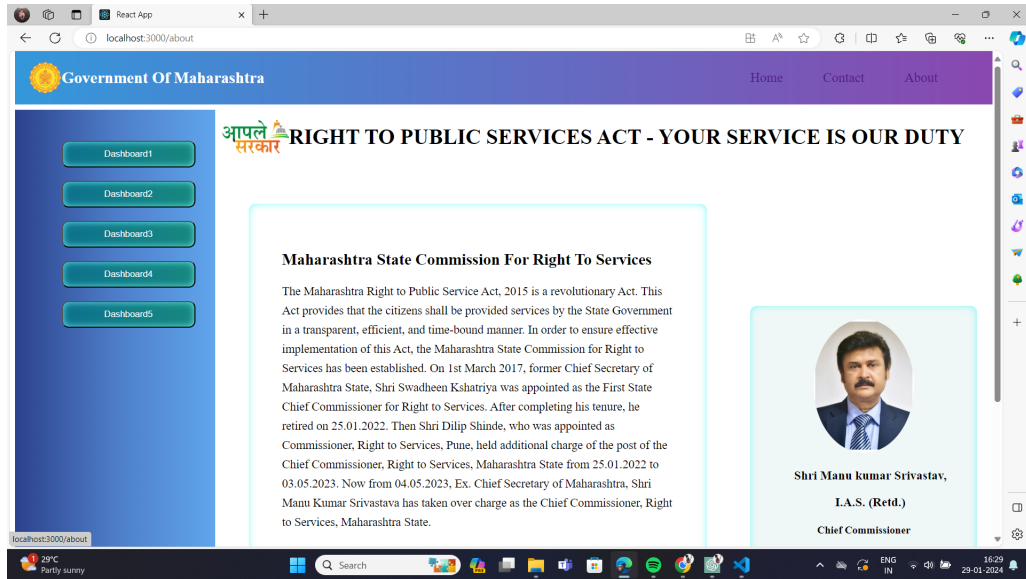 React App
localhost:3000/about
Government Of Maharashtra
Home Contact About
Dashboard1
Dashboard2
Dashboard3
Dashboard4
Dashboard5
आपले
सरकार
RIGHT TO PUBLIC SERVICES ACT - YOUR SERVICE IS OUR DUTY
Maharashtra State Commission For Right To Services
The Maharashtra Right to Public Service Act, 2015 is a revolutionary Act. This
Act provides that the citizens shall be provided services by the State Government
in a transparent, efficient, and time-bound manner. In order to ensure effective
implementation of this Act, the Maharashtra State Commission for Right to
Services has been established. On 1st March 2017, former Chief Secretary of
Maharashtra State, Shri Swadheen Kshatriya was appointed as the First State
Chief Commissioner for Right to Services. After completing his tenure, he
retired on 25.01.2022. Then Shri Dilip Shinde, who was appointed as
Commissioner, Right to Services, Pune, held additional charge of the post of the
Chief Commissioner, Right to Services, Maharashtra State from 25.01.2022 to
03.05.2023. Now from 04.05.2023, Ex. Chief Secretary of Maharashtra, Shri
Manu Kumar Srivastava has taken over charge as the Chief Commissioner, Right
to Services, Maharashtra State.
Shri Manu kumar Srivastav,
I.A.S. (Retd.)
Chief Commissioner
localhost:3000/about
1
29°C
Partly sunny
Search
ENG
IN
16:29
29-01-2024